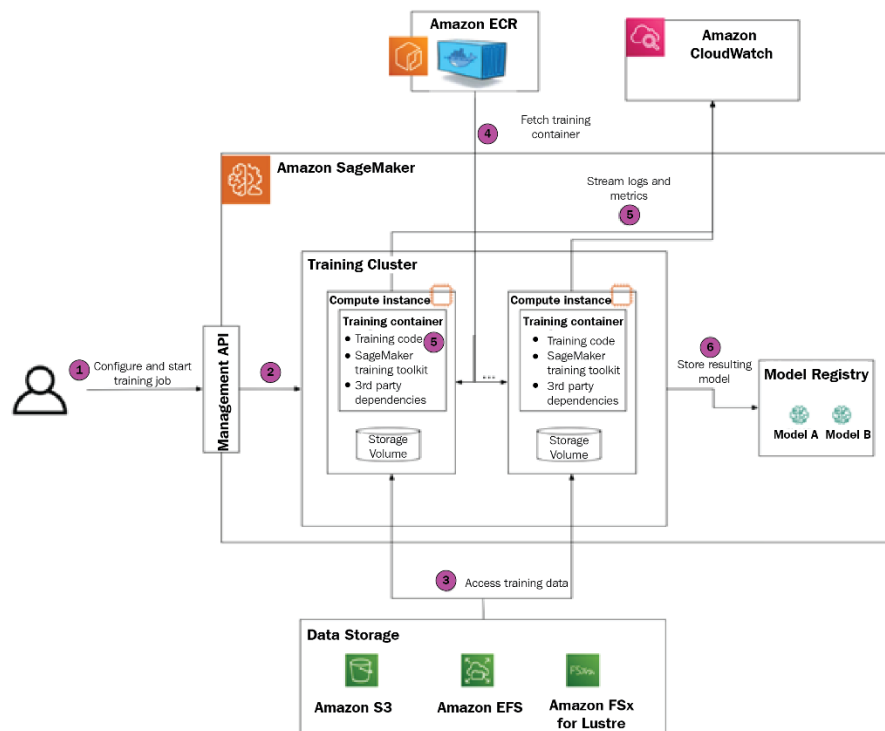 Amazon ECR
Amazon
CloudWatch
4
Fetch training
container
Amazon SageMaker
Stream logs and
metrics
5
Training Cluster
Compute instance
Training container
● Training code
5
● SageMaker
training toolkit
● 3rd party
dependencies
Storage
Volume
...
Compute instance
Training container
● Training code
● SageMaker
training toolkit
● 3rd party
dependencies
Storage
Volume
1
Configure and start
training job
Management API
2
6
Store resulting
model
Model Registry
Model A
Model B
3
Access training data
Data Storage
FSx
Amazon S3
Amazon EFS
Amazon FSx
for Lustre